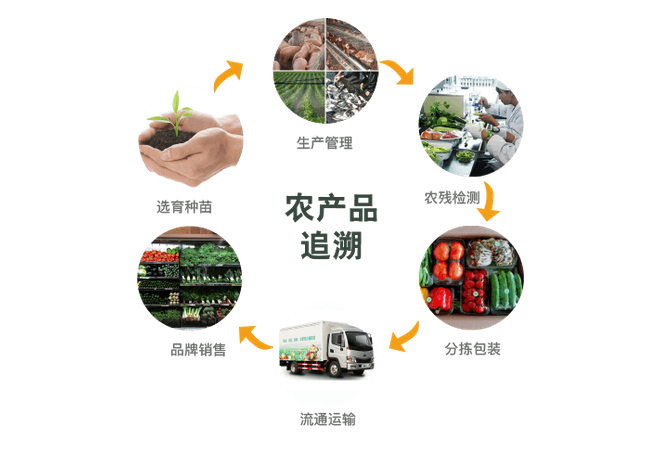 生产管理
农残检测
选育种苗
农产品
追溯
品牌销售
分拣包装
流通运输